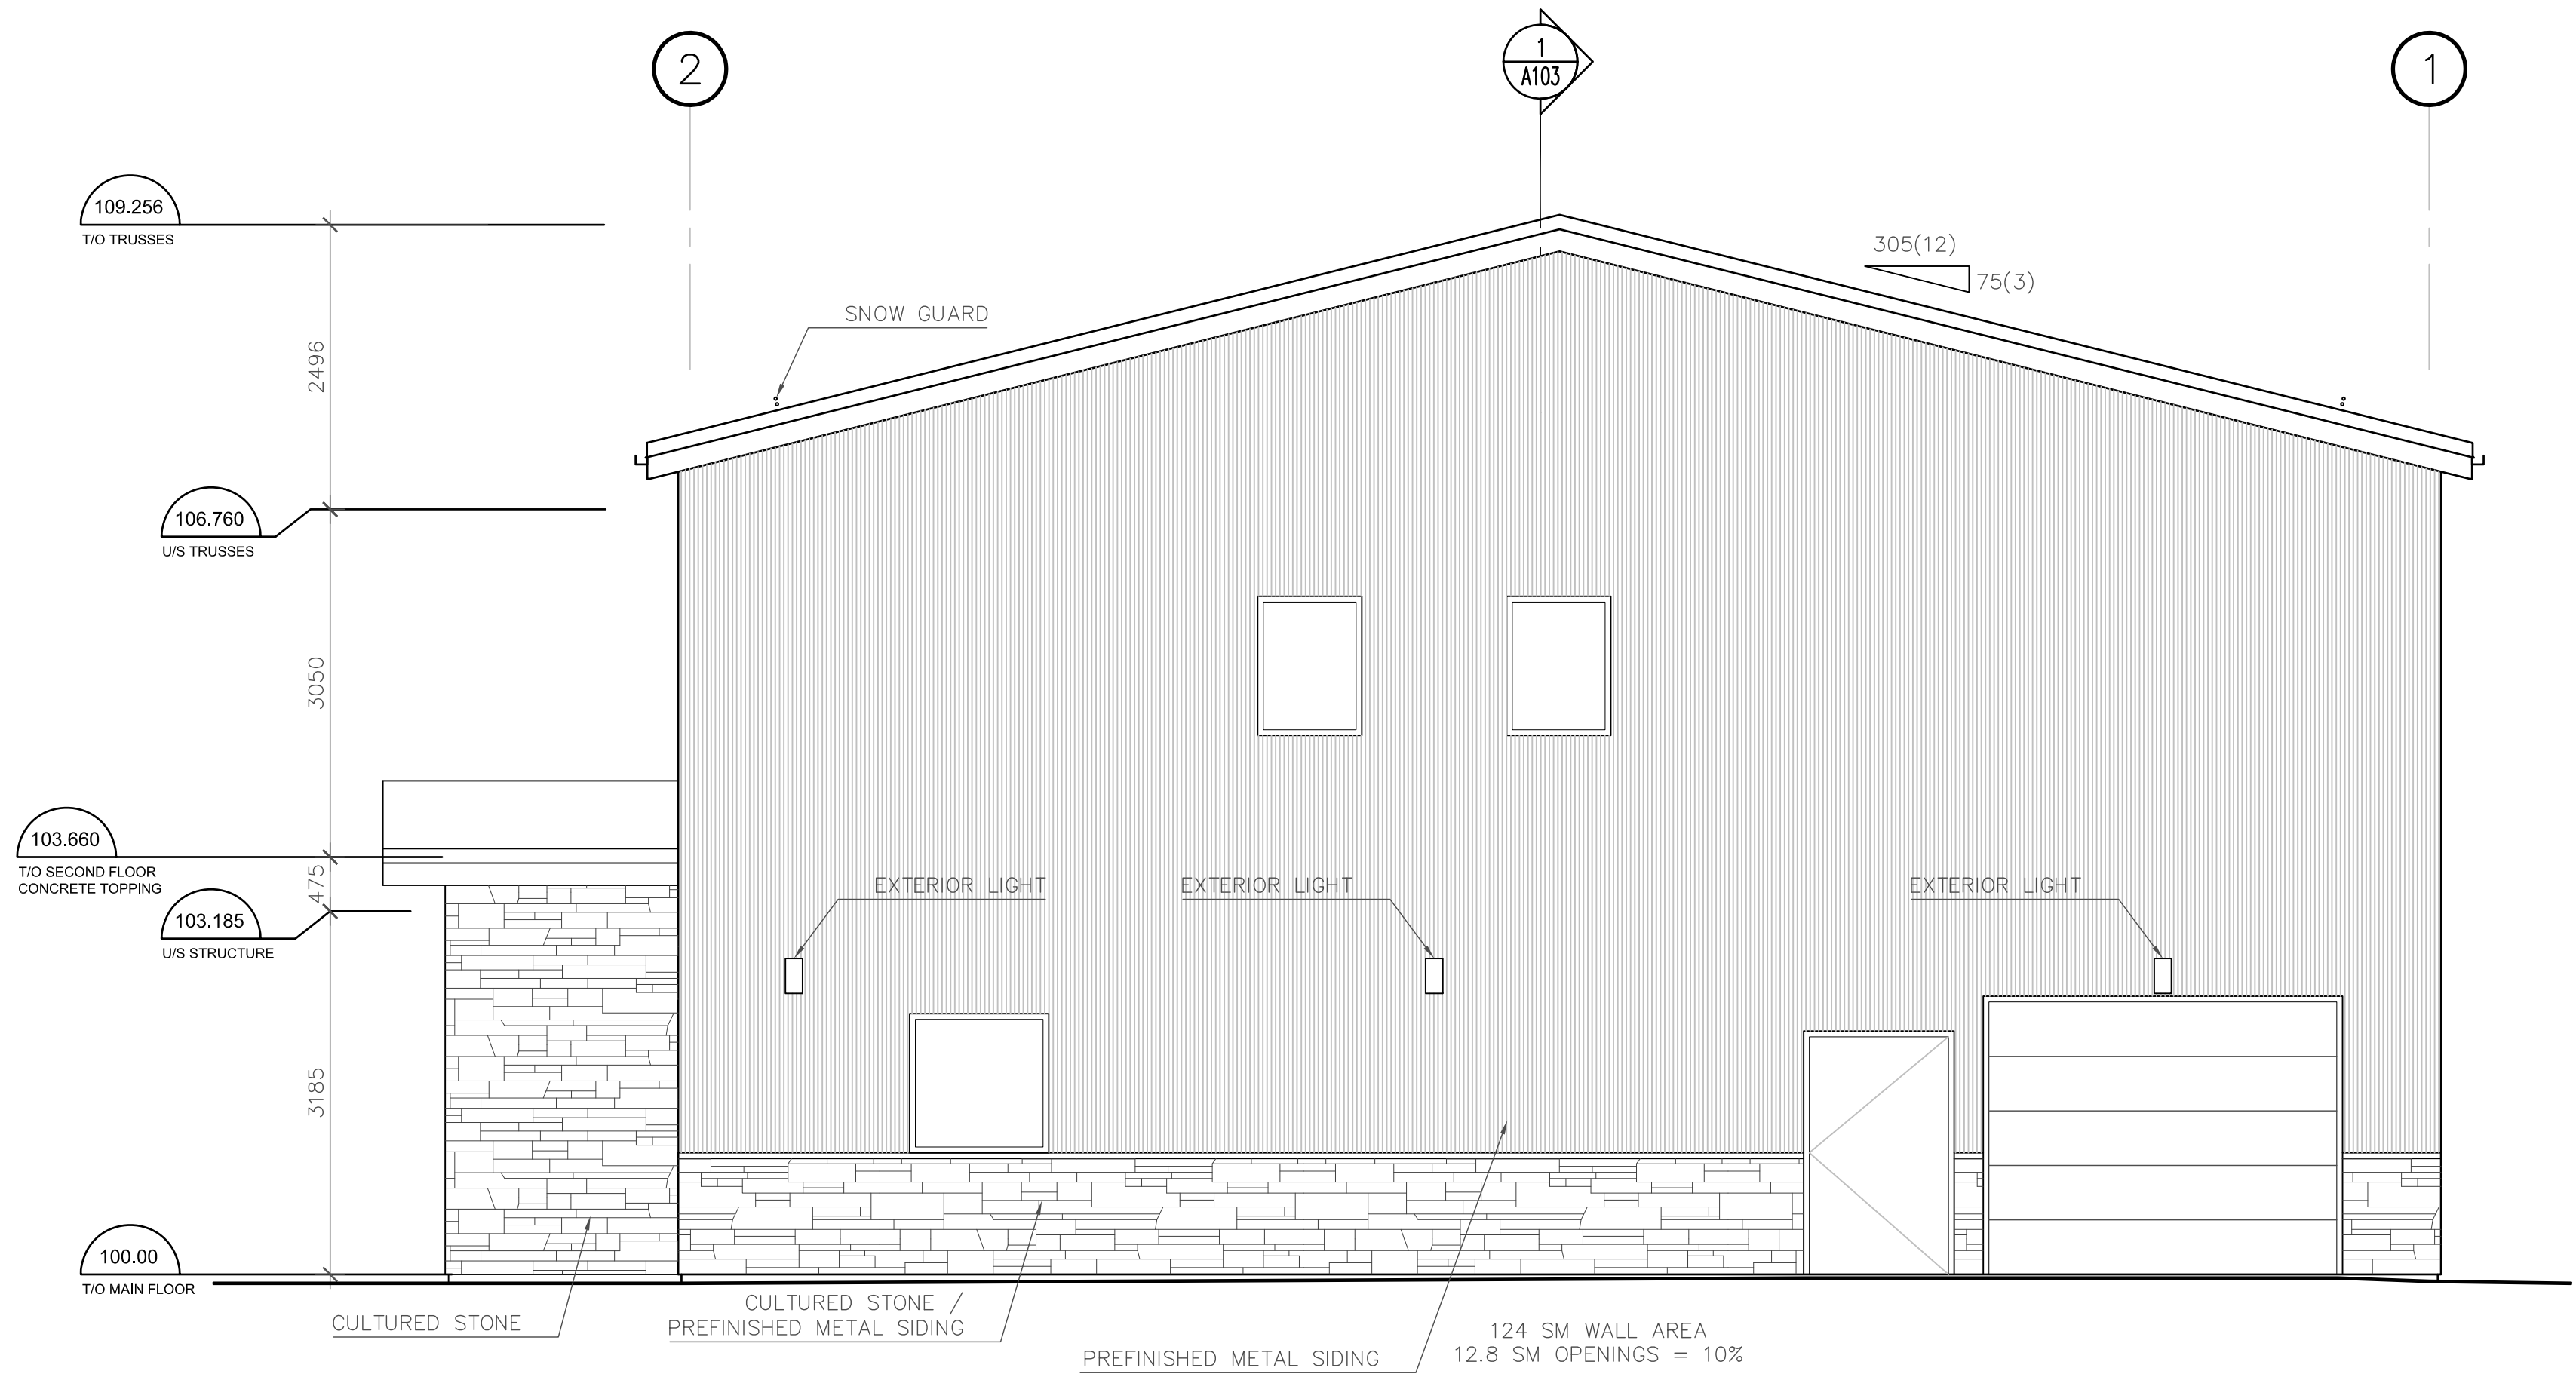 2
1
A103
1
109.256
T/O TRUSSES
305(12)
75(3)
SNOW GUARD
2496
106.760
U/S TRUSSES
3050
103.660
T/O SECOND FLOOR
CONCRETE TOPPING
475
103.185
U/S STRUCTURE
EXTERIOR LIGHT
EXTERIOR LIGHT
EXTERIOR LIGHT
3185
100.00
T/O MAIN FLOOR
CULTURED STONE
CULTURED STONE /
PREFINISHED METAL SIDING
PREFINISHED METAL SIDING
124 SM WALL AREA
12.8 SM OPENINGS = 10%